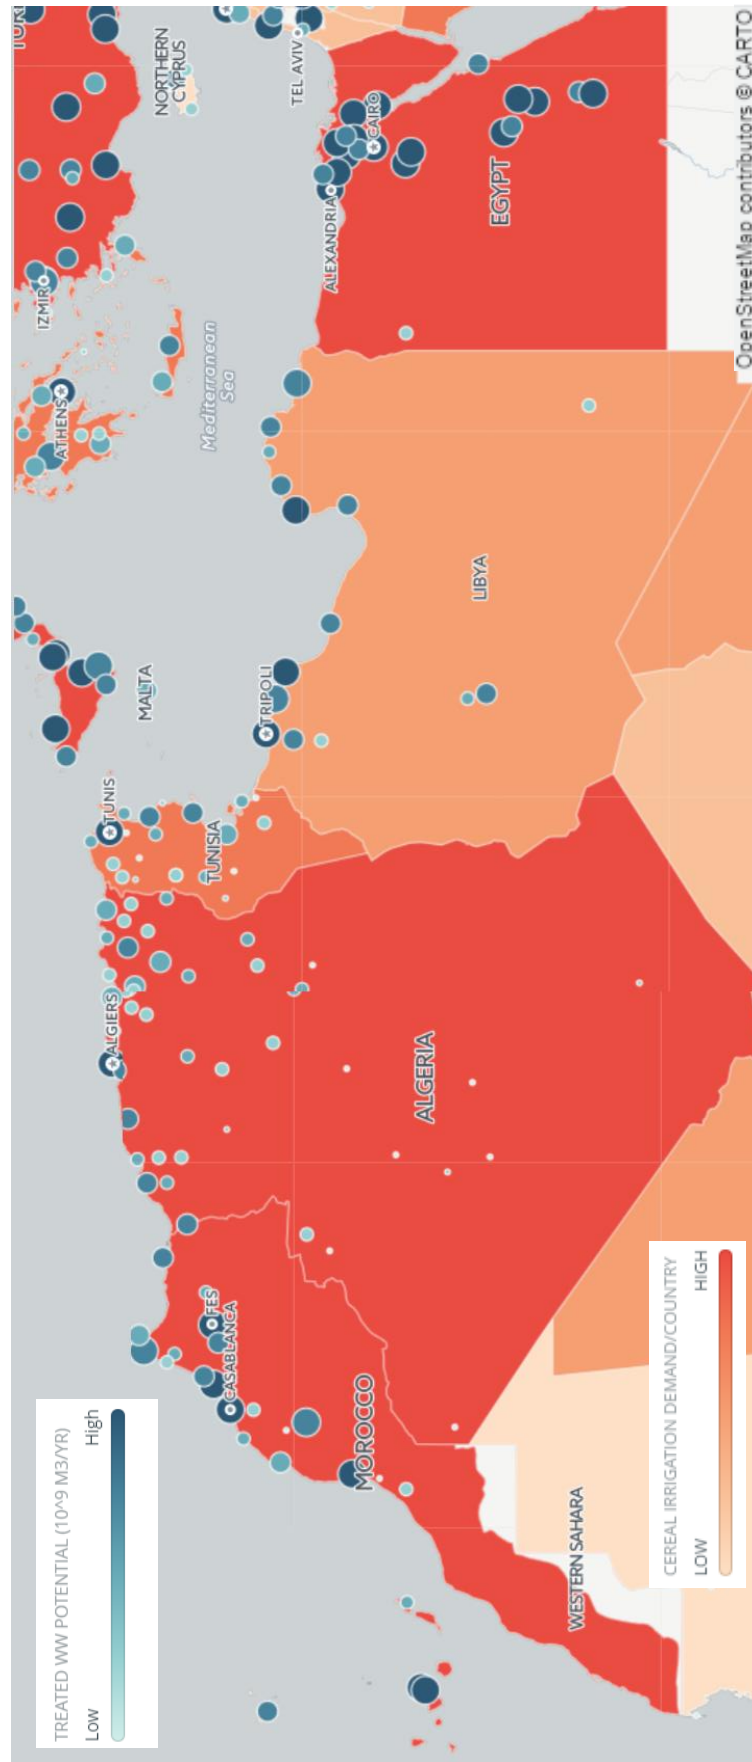 TREATED WW POTENTIAL (10^9 M3/YR)
Low
High
CEREAL IRRIGATION DEMAND/COUNTRY
LOW
HIGH
CASABLANCA
FES
MOROCCO
WESTERN SAHARA
ALGIERS
ALGERIA
TUNIS
TUNISIA
MALTA
TRIPOLI
LIBYA
Mediterranean
Sea
ATHENS
IZMIR
NORTHERN
CYPRUS
TEL AVIV
ALEXANDRIA
CAIRO
EGYPT
OpenStreetMap contributors © CARTO